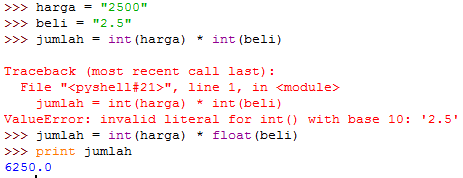 >>> harga = "2500"
>>> beli = "2.5"
>>> jumlah = int(harga) * int(beli)
Traceback (most recent call last):
  File "<pyshell#21>", line 1, in <module>
    jumlah = int(harga) * int(beli)
ValueError: invalid literal for int() with base 10: '2.5'
>>> jumlah = int(harga) * float(beli)
>>> print jumlah
6250.0